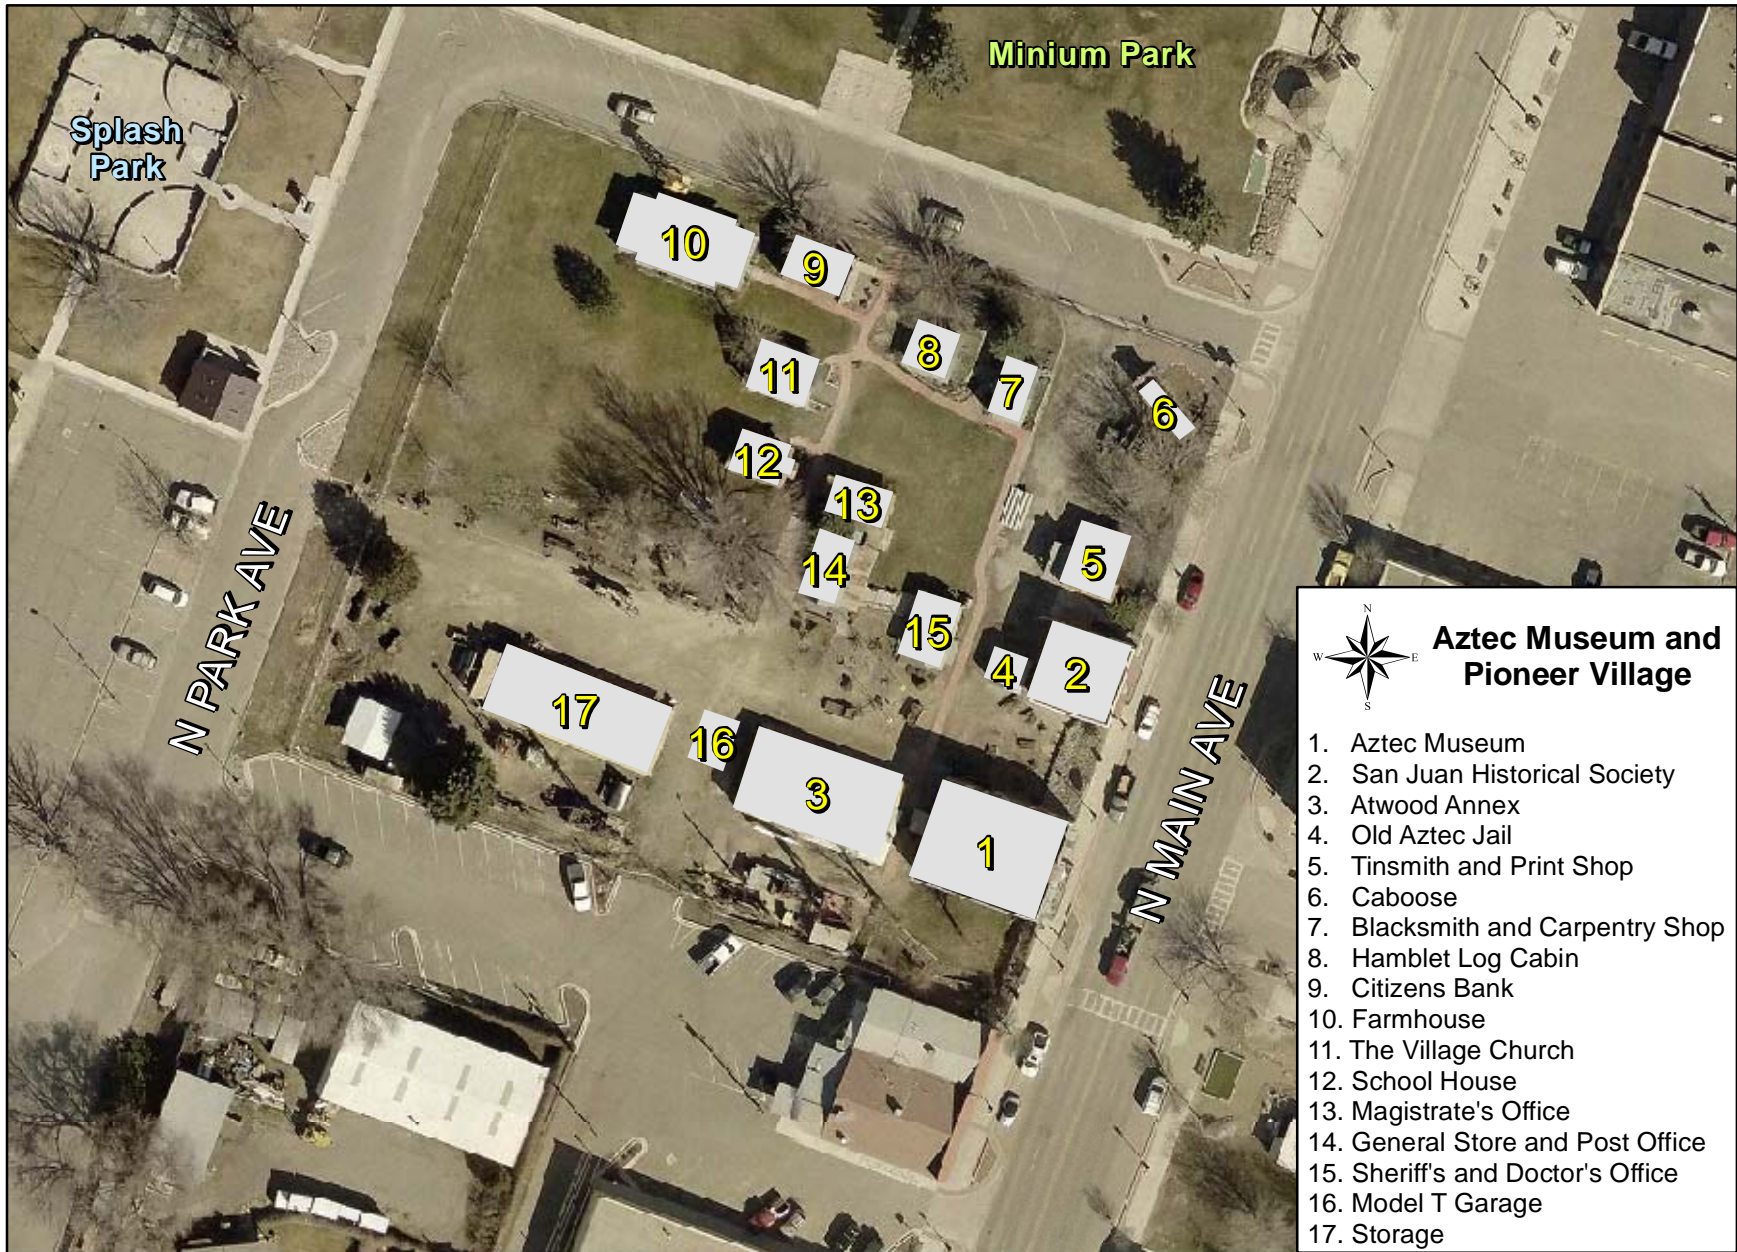 Minium Park
Splash
Park
10
9
8
11
7
6
12
13
5
14
15
4
2
17
16
3
1
N PARK AVE
N MAIN AVE
N
W
E
S
Aztec Museum and
Pioneer Village
1. Aztec Museum
2. San Juan Historical Society
3. Atwood Annex
4. Old Aztec Jail
5. Tinsmith and Print Shop
6. Caboose
7. Blacksmith and Carpentry Shop
8. Hamblet Log Cabin
9. Citizens Bank
10. Farmhouse
11. The Village Church
12. School House
13. Magistrate's Office
14. General Store and Post Office
15. Sheriff's and Doctor's Office
16. Model T Garage
17. Storage